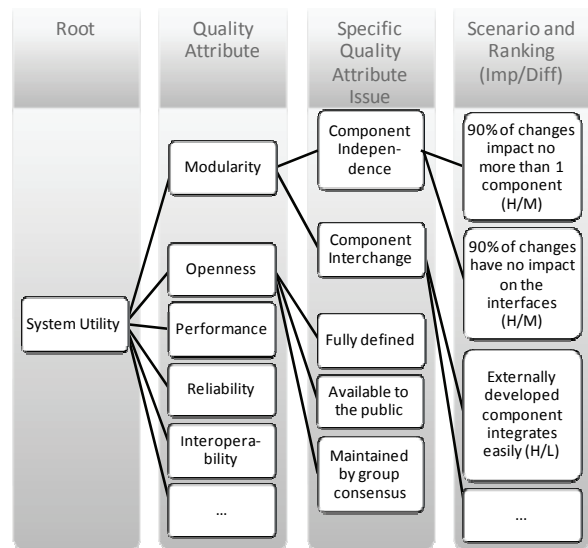 Root
Quality
Attribute
Specific
Quality
Attribute
Issue
Scenario and
Ranking
(Imp/Diff)
System Utility
Modularity
Openness
Performance
Reliability
Interopera-
bility
...
Component
Indepen-
dence
Component
Interchange
Fully defined
Available to
the public
Maintained
by group
consensus
90% of changes
impact no
more than 1
component
(H/M)
90% of changes
have no impact
on the
interfaces
(H/M)
Externally
developed
component
integrates
easily (H/L)
...